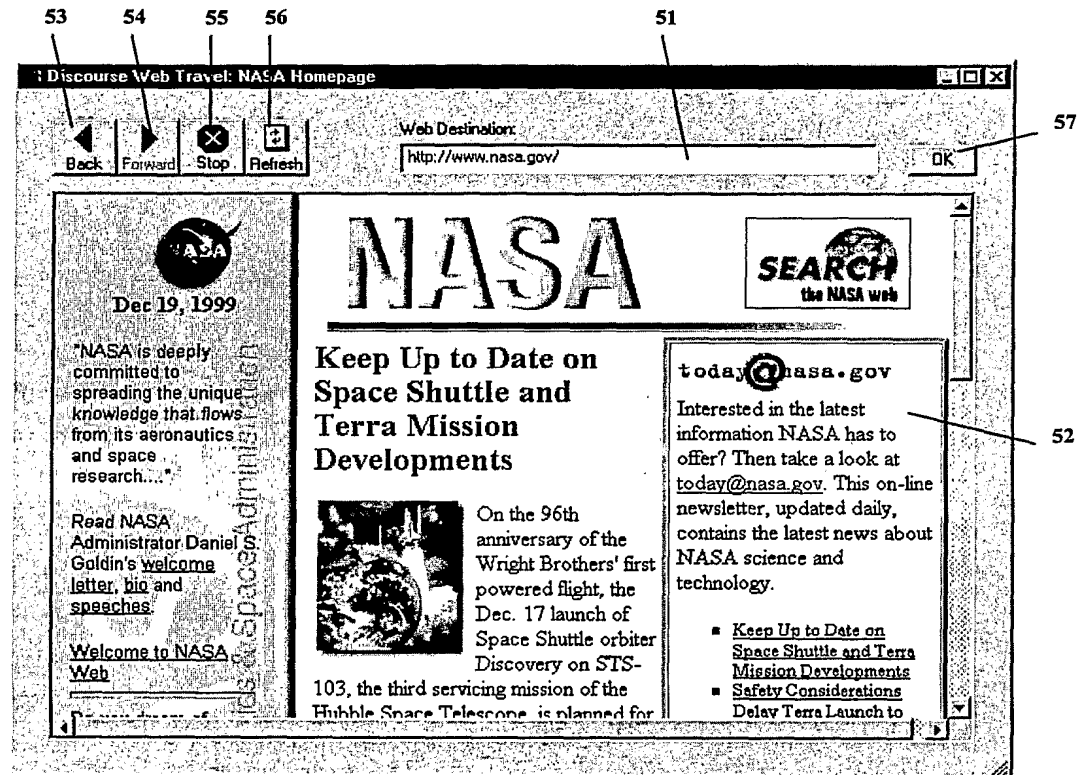 53 54 55 56 51
Discourse Web Travel: NASA Homepage
Back Forward Stop Refresh
Web Destination:
http://www.nasa.gov/
OK
57
NASA
Dec 19, 1999
"NASA is deeply
committed to
spreading the unique
knowledge that flows
from its aeronautics
and space
research...."
Read NASA
Administrator Daniel S
Goldin's welcome
letter, bio and
speeches.
Welcome to NASA
Web
Space Administration
NASA
SEARCH
the NASA web
Keep Up to Date on
Space Shuttle and
Terra Mission
Developments
On the 96th
anniversary of the
Wright Brothers' first
powered flight, the
Dec. 17 launch of
Space Shuttle orbiter
Discovery on STS-
103, the third servicing mission of the
Hubble Space Telescope, is planned for
today@nasa.gov
Interested in the latest
information NASA has to
offer? Then take a look at
today@nasa.gov. This on-line
newsletter, updated daily,
contains the latest news about
NASA science and
technology.
52
Keep Up to Date on
Space Shuttle and Terra
Mission Developments
Safety Considerations
Delay Terra Launch to